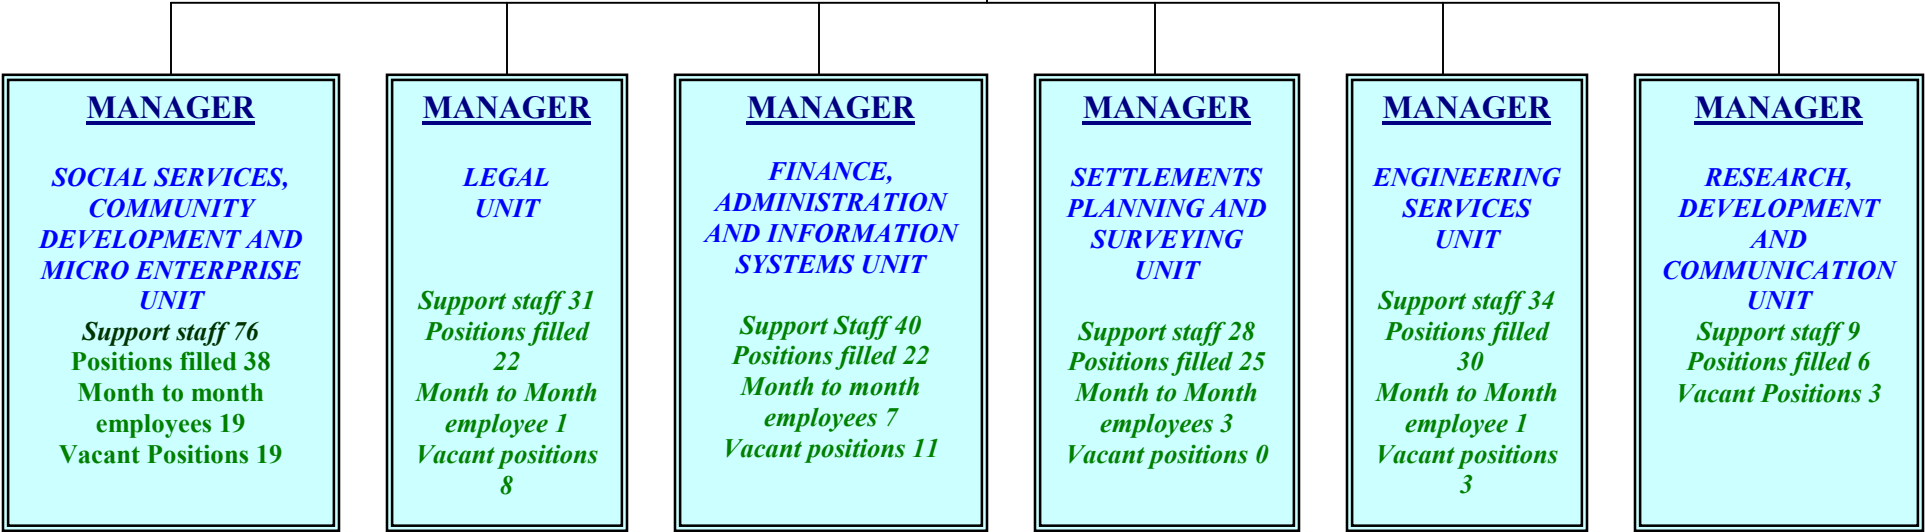 MANAGER
SOCIAL SERVICES,
COMMUNITY
DEVELOPMENT AND
MICRO ENTERPRISE
UNIT
Support staff 76
Positions filled 38
Month to month
employees 19
Vacant Positions 19
MANAGER
LEGAL
UNIT
Support staff 31
Positions filled
22
Month to Month
employee 1
Vacant positions
8
MANAGER
FINANCE,
ADMINISTRATION
AND INFORMATION
SYSTEMS UNIT
Support Staff 40
Positions filled 22
Month to month
employees 7
Vacant positions 11
MANAGER
SETTLEMENTS
PLANNING AND
SURVEYING
UNIT
Support staff 28
Positions filled 25
Month to Month
employees 3
Vacant positions 0
MANAGER
ENGINEERING
SERVICES
UNIT
Support staff 34
Positions filled
30
Month to Month
employee 1
Vacant positions
3
MANAGER
RESEARCH,
DEVELOPMENT
AND
COMMUNICATION
UNIT
Support staff 9
Positions filled 6
Vacant Positions 3